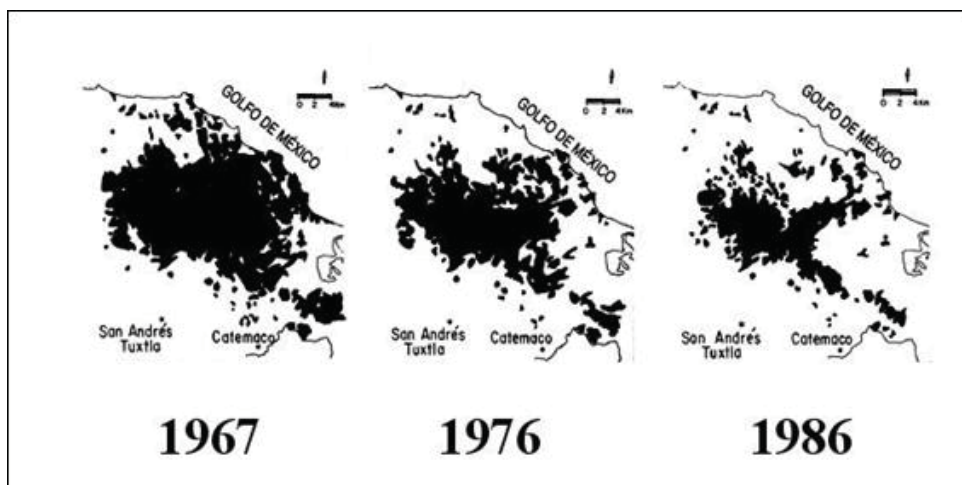 GOLFO DE MÉXICO
0 2 4Km
San Andrés
Tuxtla
Catemaco
1967
GOLFO DE MÉXICO
0 2 4Km
San Andrés
Tuxtla
Catemaco
1976
GOLFO DE MÉXICO
0 2 4Km
San Andrés
Tuxtla
Catemaco
1986